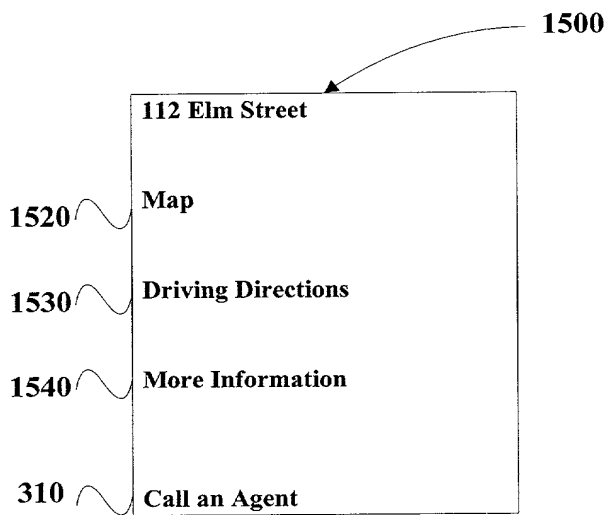 1500
112 Elm Street
1520 Map
1530 Driving Directions
1540 More Information
310 Call an Agent